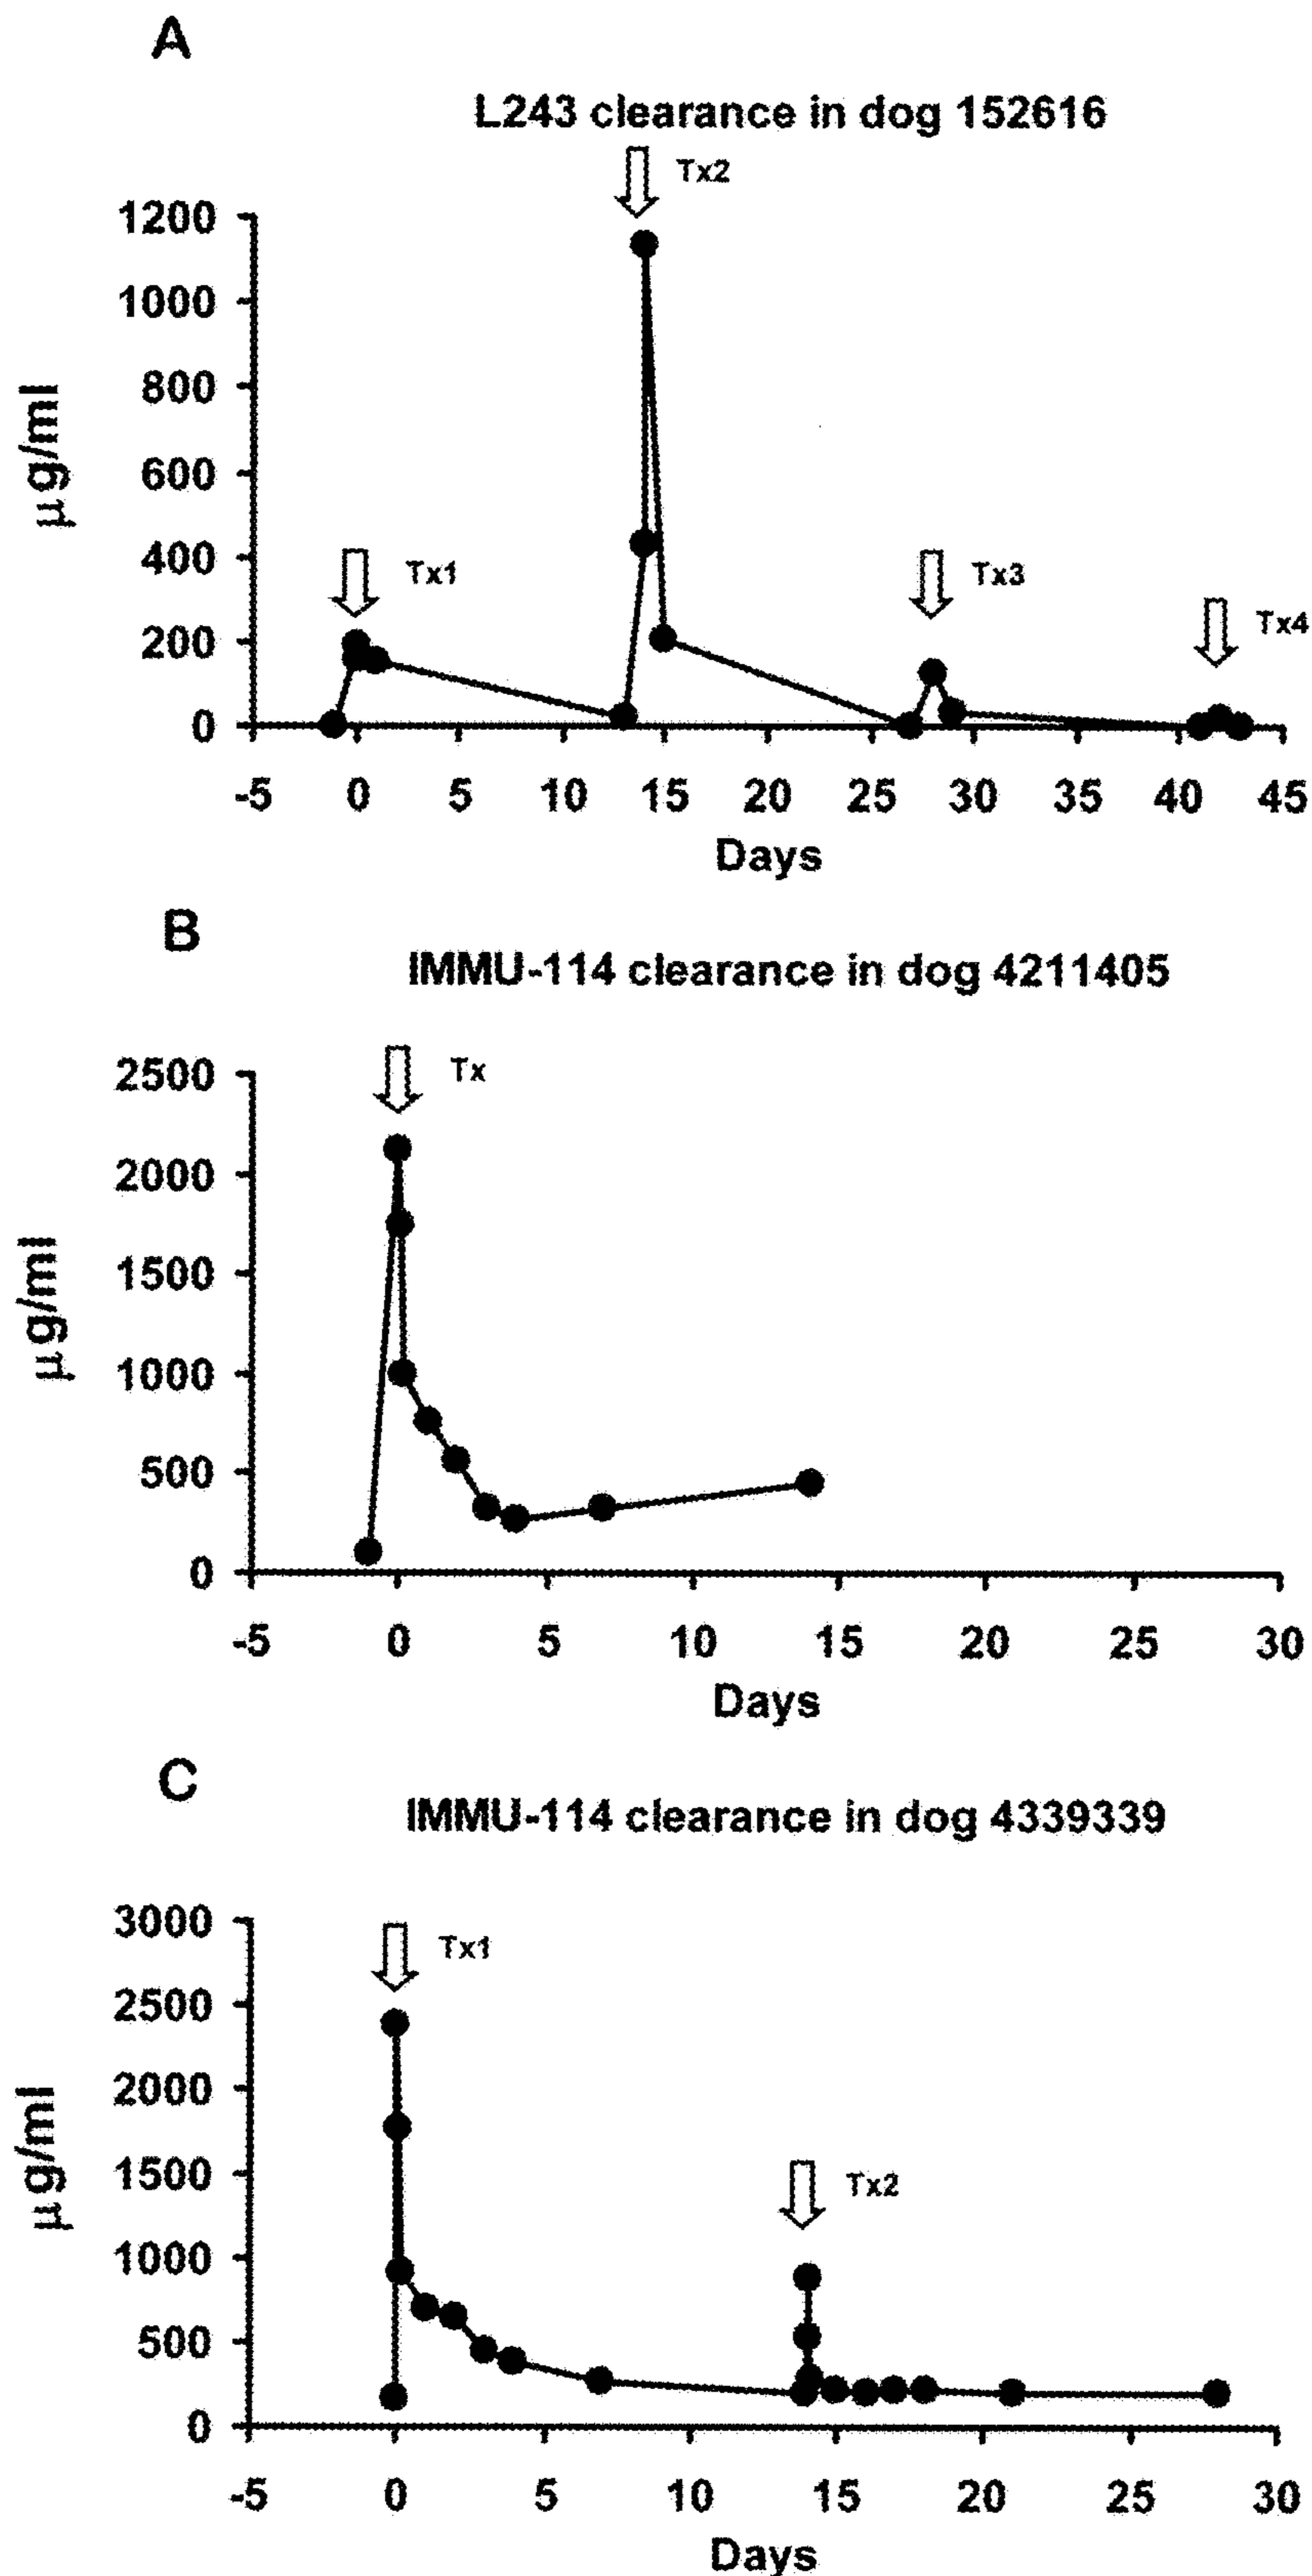 A
L243 clearance in dog 152616
Tx2
1200
1000
800
600
400
200
0
µg/ml
Tx1
Tx3
Tx4
-5 0 5 10 15 20 25 30 35 40 45
Days
B
IMMU-114 clearance in dog 4211405
Tx
2500
2000
1500
1000
500
0
µg/ml
-5 0 5 10 15 20 25 30
Days
C
IMMU-114 clearance in dog 4339339
Tx1
3000
2500
2000
1500
1000
500
0
µg/ml
Tx2
-5 0 5 10 15 20 25 30
Days